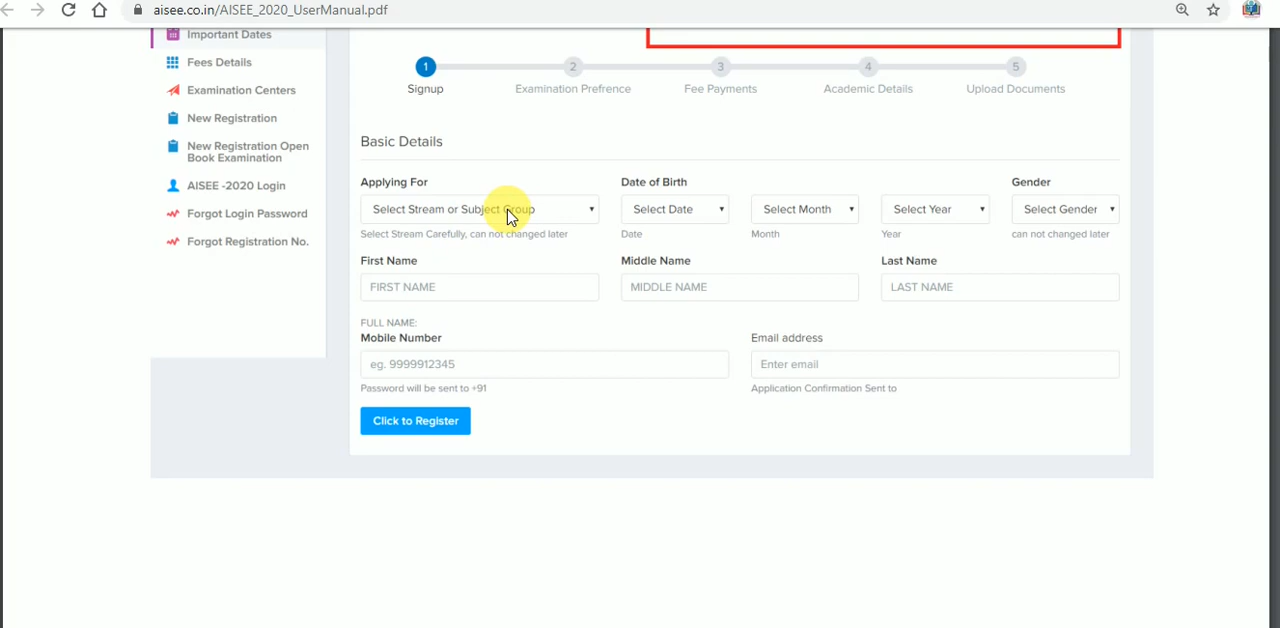 aisee.co.in/AISEE_2020_UserManual.pdf
Important Dates
Fees Details
Examination Centers
New Registration
New Registration Open
Book Examination
AISEE -2020 Login
Forgot Login Password
Forgot Registration No.
1 2 3 4 5
Signup Examination Prefrence Fee Payments Academic Details Upload Documents
Basic Details
Applying For Date of Birth Gender
Select Stream or Subject Group Select Date Select Month Select Year Select Gender
Select Stream Carefully, can not changed later Date Month Year can not changed later
First Name Middle Name Last Name
FIRST NAME MIDDLE NAME LAST NAME
FULL NAME:
Mobile Number Email address
eg. 9999912345 Enter email
Password will be sent to +91 Application Confirmation Sent to
Click to Register